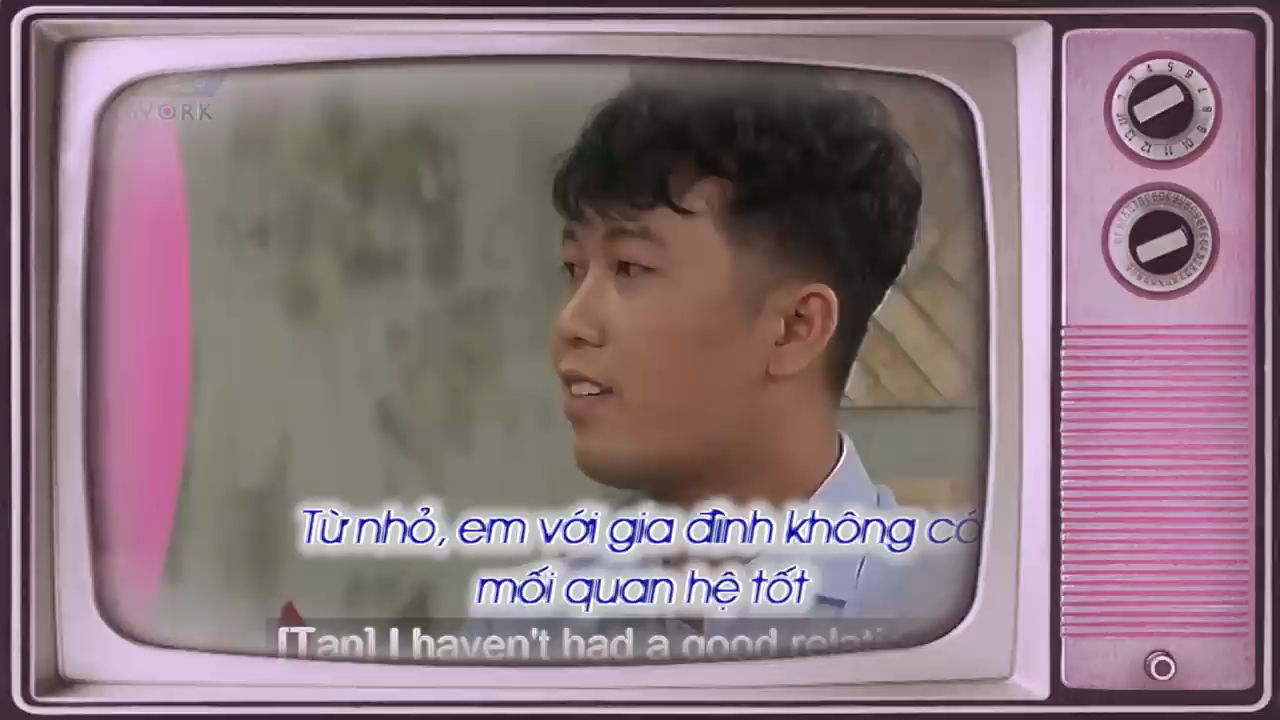 Từ nhỏ, em với gia đình không có
mối quan hệ tốt
[Tan] I haven't had a good